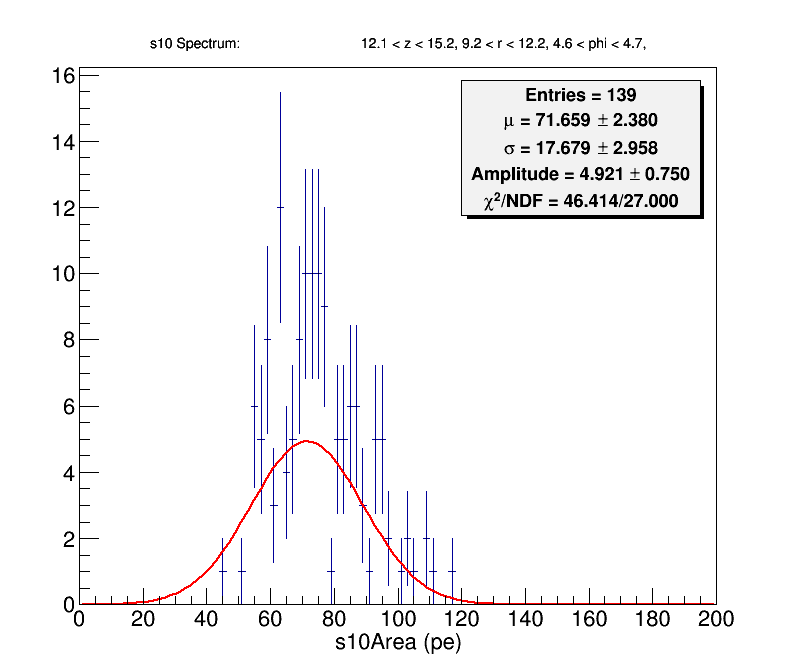 s10 Spectrum: 12.1 < z < 15.2, 9.2 < r < 12.2, 4.6 < phi < 4.7,
Entries = 139
μ = 71.659 ± 2.380
σ = 17.679 ± 2.958
Amplitude = 4.921 ± 0.750
χ²/NDF = 46.414/27.000
16
14
12
10
8
6
4
2
0
0 20 40 60 80 100 120 140 160 180 200
s10Area (pe)